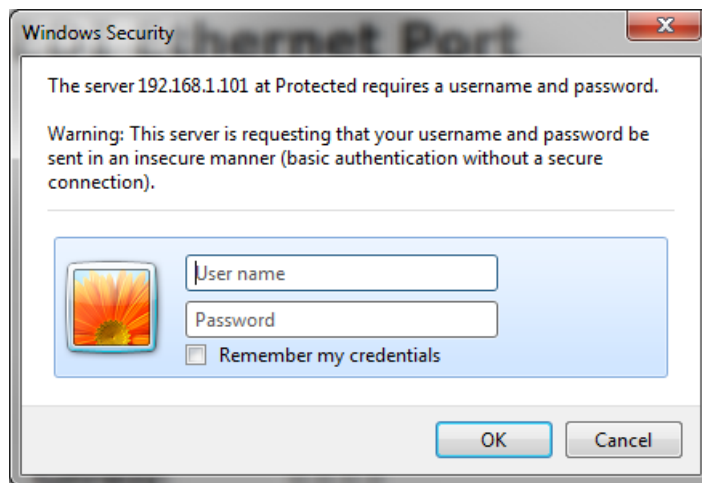 Windows Security
Ethernet Port
The server 192.168.1.101 at Protected requires a username and password.
Warning: This server is requesting that your username and password be
sent in an insecure manner (basic authentication without a secure
connection).
User name
Password
Remember my credentials
OK
Cancel